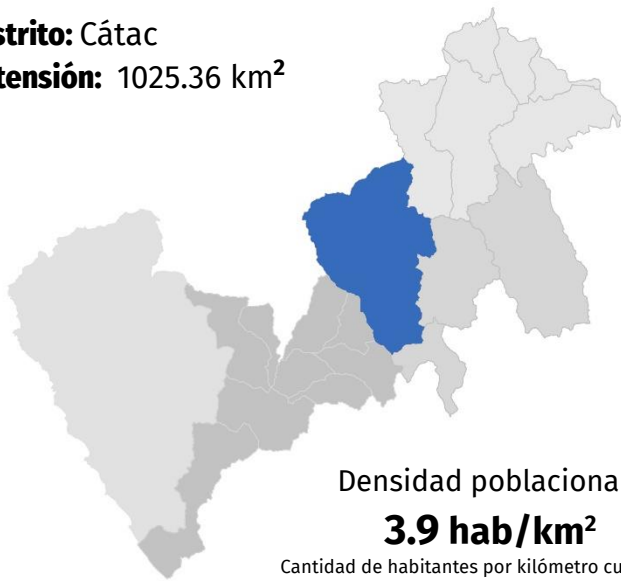 strito: Cátac
tensión: 1025.36 km²
Densidad poblaciona
3.9 hab/km²
Cantidad de habitantes por kilómetro cu